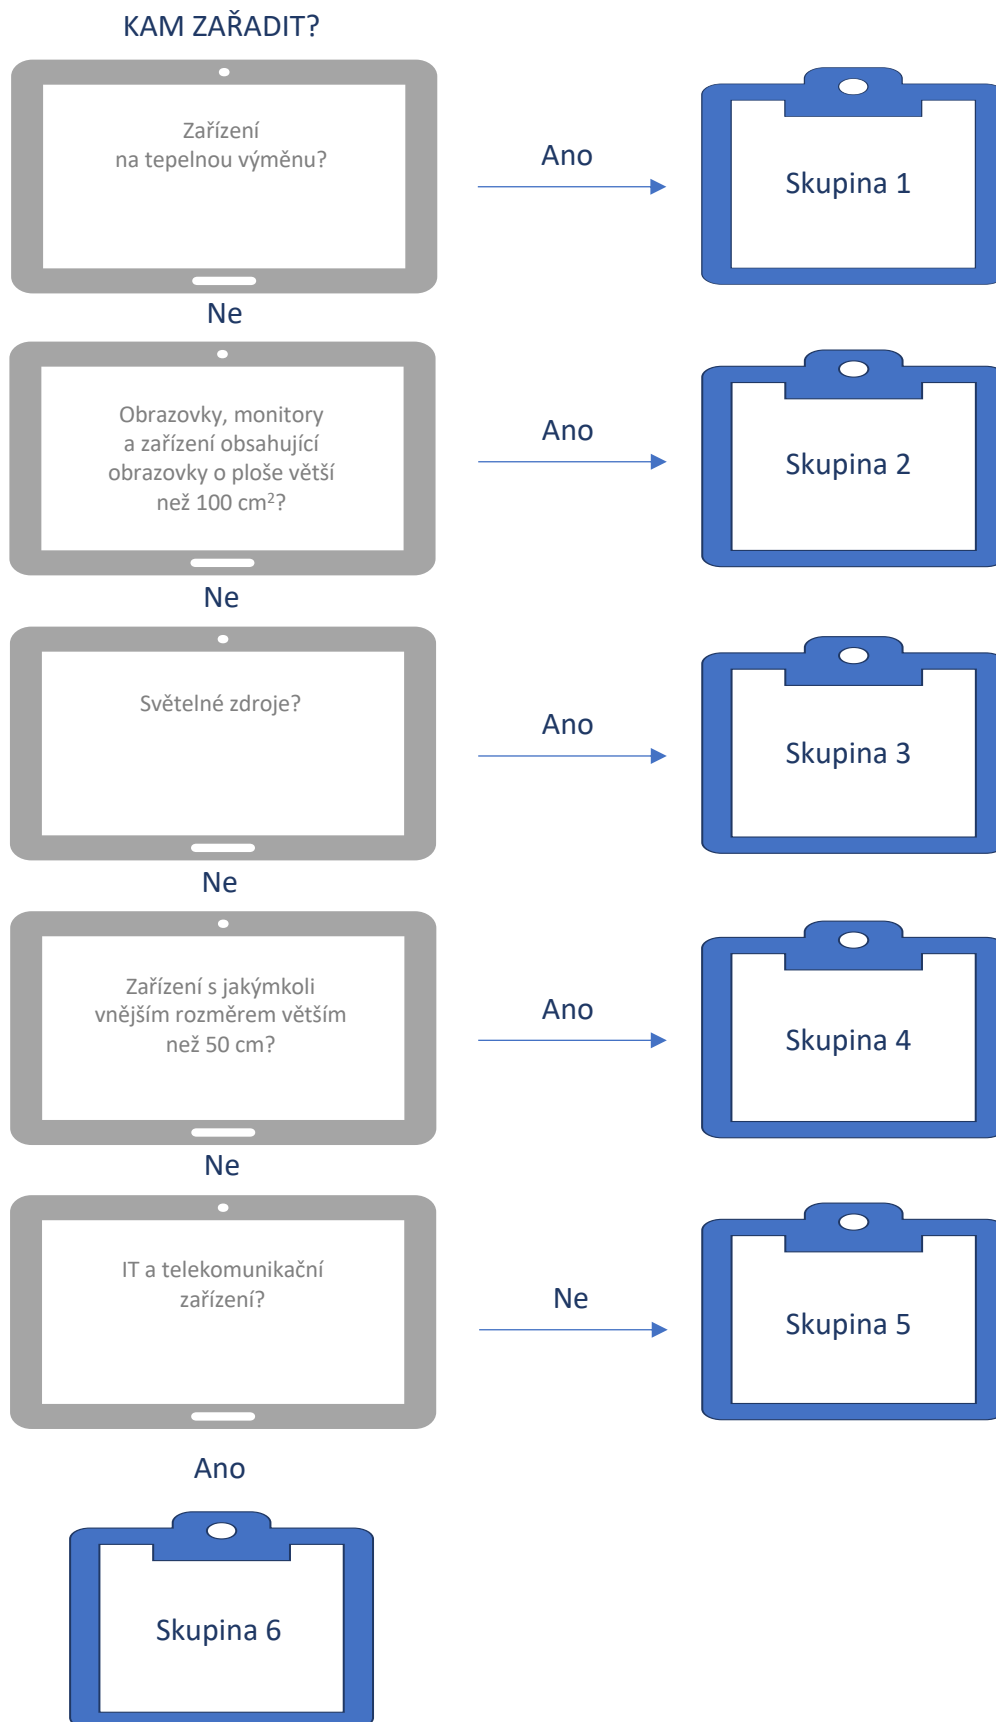 KAM ZAŘADIT?
Zařízení
na tepelnou výměnu?
Ano
Skupina 1
Ne
Obrazovky, monitory
a zařízení obsahující
obrazovky o ploše větší
než 100 cm²?
Ano
Skupina 2
Ne
Světelné zdroje?
Ano
Skupina 3
Ne
Zařízení s jakýmkoli
vnějším rozměrem větším
než 50 cm?
Ano
Skupina 4
Ne
IT a telekomunikační
zařízení?
Ne
Skupina 5
Ano
Skupina 6